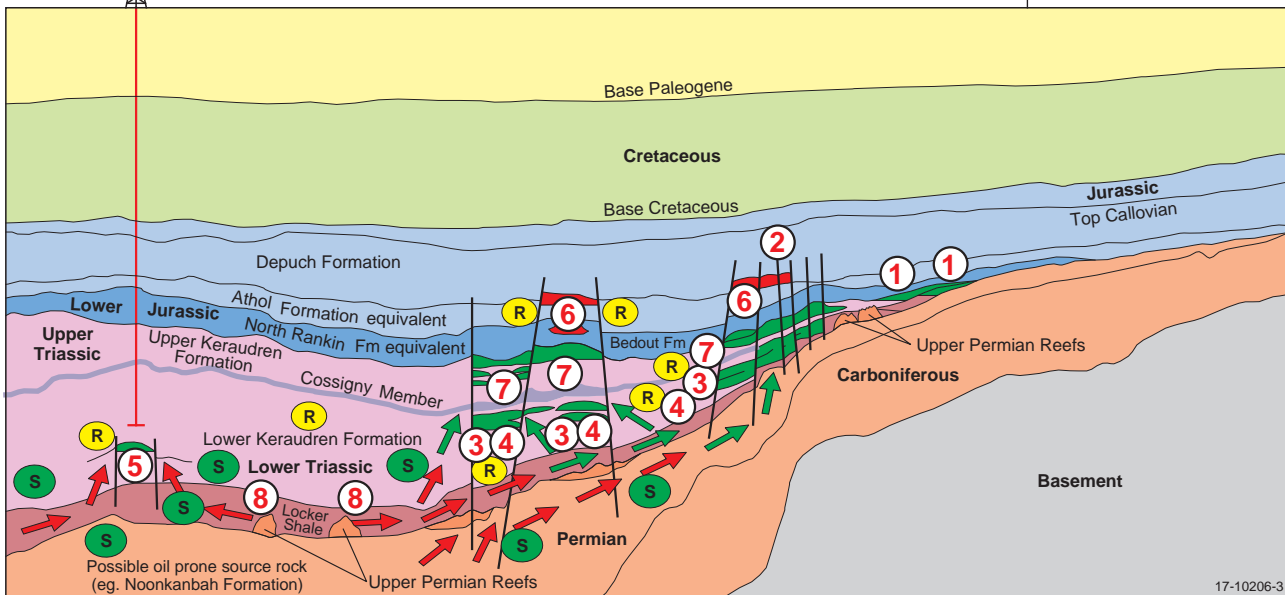 Base Paleogene
Cretaceous
Base Cretaceous
Jurassic
Top Callovian
2
Depuch Formation
1
1
6
Athol Formation equivalent
R
6
R
Lower Jurassic
North Rankin Fm equivalent
Bedout Fm
Upper
Triassic
Upper Keraudren
Formation
Cossigny Member
7
7
7
R
3
R
4
Upper Permian Reefs
Carboniferous
R
R
Lower Keraudren Formation
5
S
Lower Triassic
S
3
4
3
4
R
S
S
8
8
Locker
Shale
S
Basement
S
Permian
S
Possible oil prone source rock
(eg. Noonkanbah Formation)
Upper Permian Reefs
17-10206-3